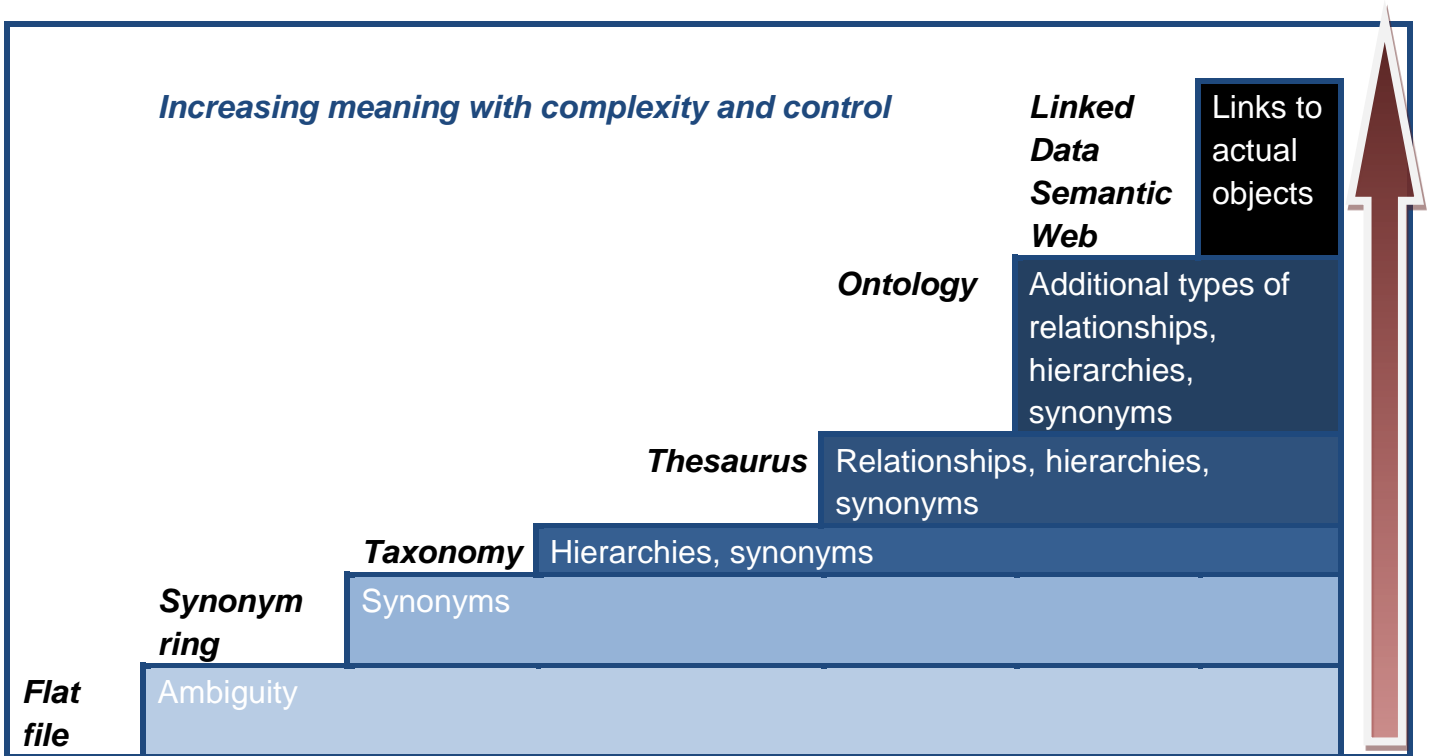 Increasing meaning with complexity and control
Linked
Data
Semantic
Web
Links to
actual
objects
Ontology
Additional types of
relationships,
hierarchies,
synonyms
Thesaurus
Relationships, hierarchies,
synonyms
Taxonomy
Hierarchies, synonyms
Synonym
ring
Synonyms
Flat
file
Ambiguity